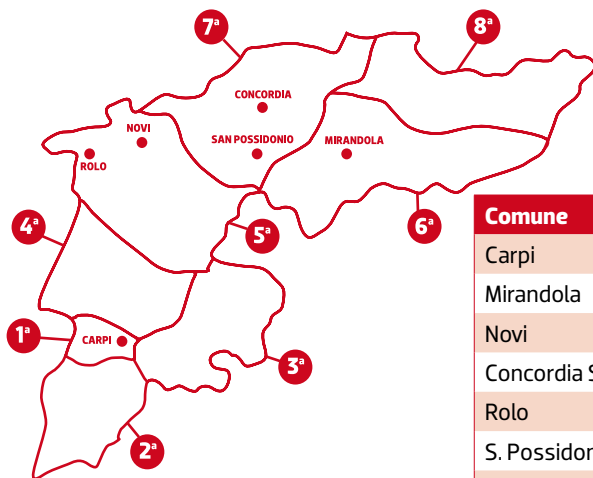 7ª
8ª
CONCORDIA
NOVI
SAN POSSIDONIO
MIRANDOLA
ROLO
4ª
5ª
6ª
1ª
CARPI
3ª
2ª
Comune
Carpi
Mirandola
Novi
Concordia S
Rolo
S. Possidon